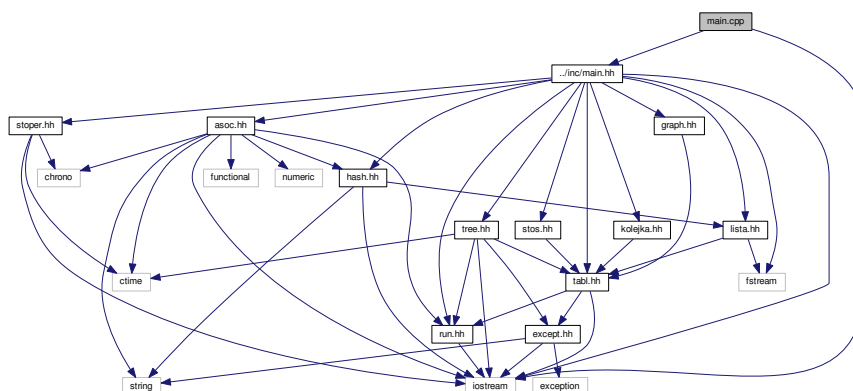 main.cpp
../inc/main.hh
stoper.hh
asoc.hh
graph.hh
chrono
functional
numeric
hash.hh
tree.hh
stos.hh
kolejka.hh
lista.hh
ctime
tabl.hh
fstream
run.hh
except.hh
string
iostream
exception